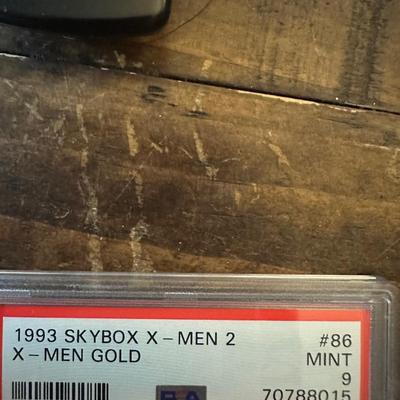 1993 SKYBOX X-MEN 2 #86
X-MEN GOLD MINT
9
70788015